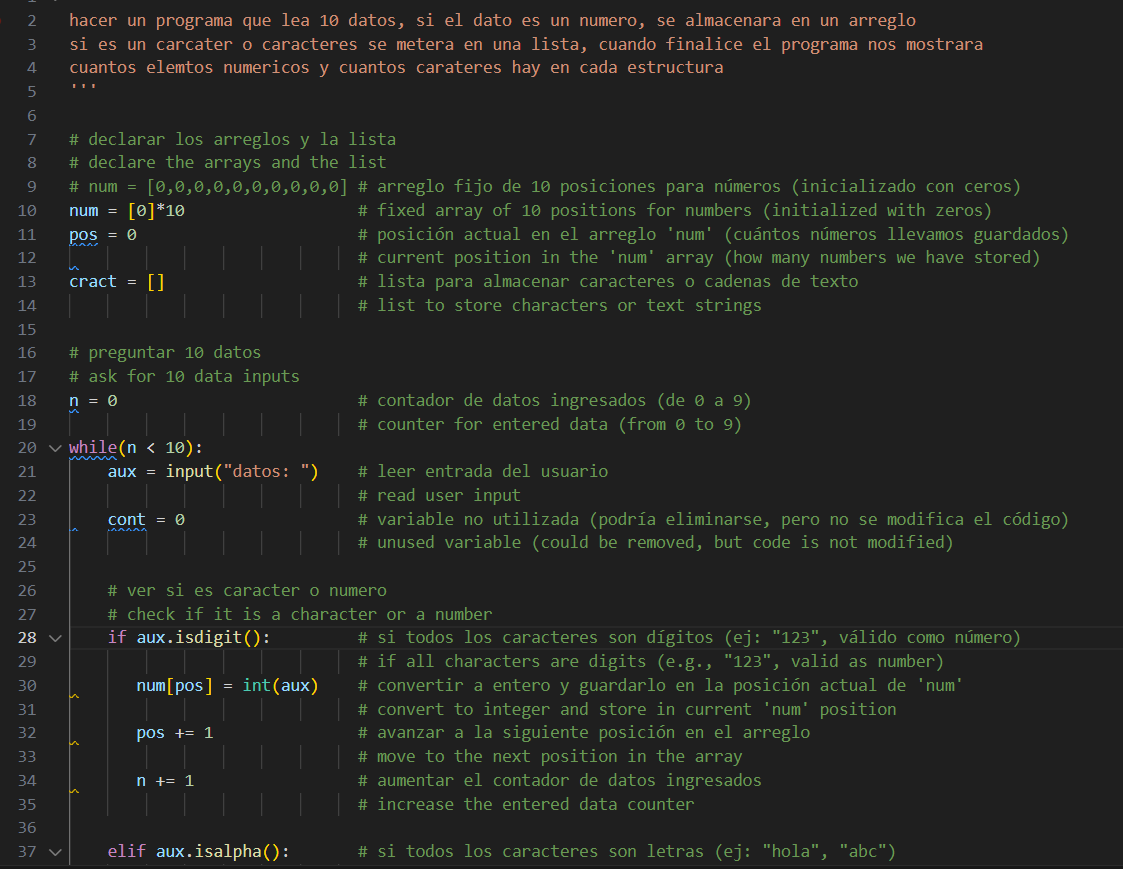 2 hacer un programa que lea 10 datos, si el dato es un numero, se almacenara en un arreglo
3 si es un carcater o caracteres se metera en una lista, cuando finalice el programa nos mostrara
4 cuantos elemtos numericos y cuantos carateres hay en cada estructura
5 '''
6
7 # declarar los arreglos y la lista
8 # declare the arrays and the list
9 # num = [0,0,0,0,0,0,0,0,0,0] # arreglo fijo de 10 posiciones para números (inicializado con ceros)
10 num = [0]*10 # fixed array of 10 positions for numbers (initialized with zeros)
11 pos = 0 # posición actual en el arreglo 'num' (cuántos números llevamos guardados)
12 # current position in the 'num' array (how many numbers we have stored)
13 cract = [] # lista para almacenar caracteres o cadenas de texto
14 # list to store characters or text strings
15
16 # preguntar 10 datos
17 # ask for 10 data inputs
18 n = 0 # contador de datos ingresados (de 0 a 9)
19 # counter for entered data (from 0 to 9)
20 while(n < 10):
21 aux = input("datos: ") # leer entrada del usuario
22 # read user input
23 cont = 0 # variable no utilizada (podría eliminarse, pero no se modifica el código)
24 # unused variable (could be removed, but code is not modified)
25
26 # ver si es caracter o numero
27 # check if it is a character or a number
28 if aux.isdigit(): # si todos los caracteres son dígitos (ej: "123", válido como número)
29 # if all characters are digits (e.g., "123", valid as number)
30 num[pos] = int(aux) # convertir a entero y guardarlo en la posición actual de 'num'
31 # convert to integer and store in current 'num' position
32 pos += 1 # avanzar a la siguiente posición en el arreglo
33 # move to the next position in the array
34 n += 1 # aumentar el contador de datos ingresados
35 # increase the entered data counter
36
37 elif aux.isalpha(): # si todos los caracteres son letras (ej: "hola", "abc")